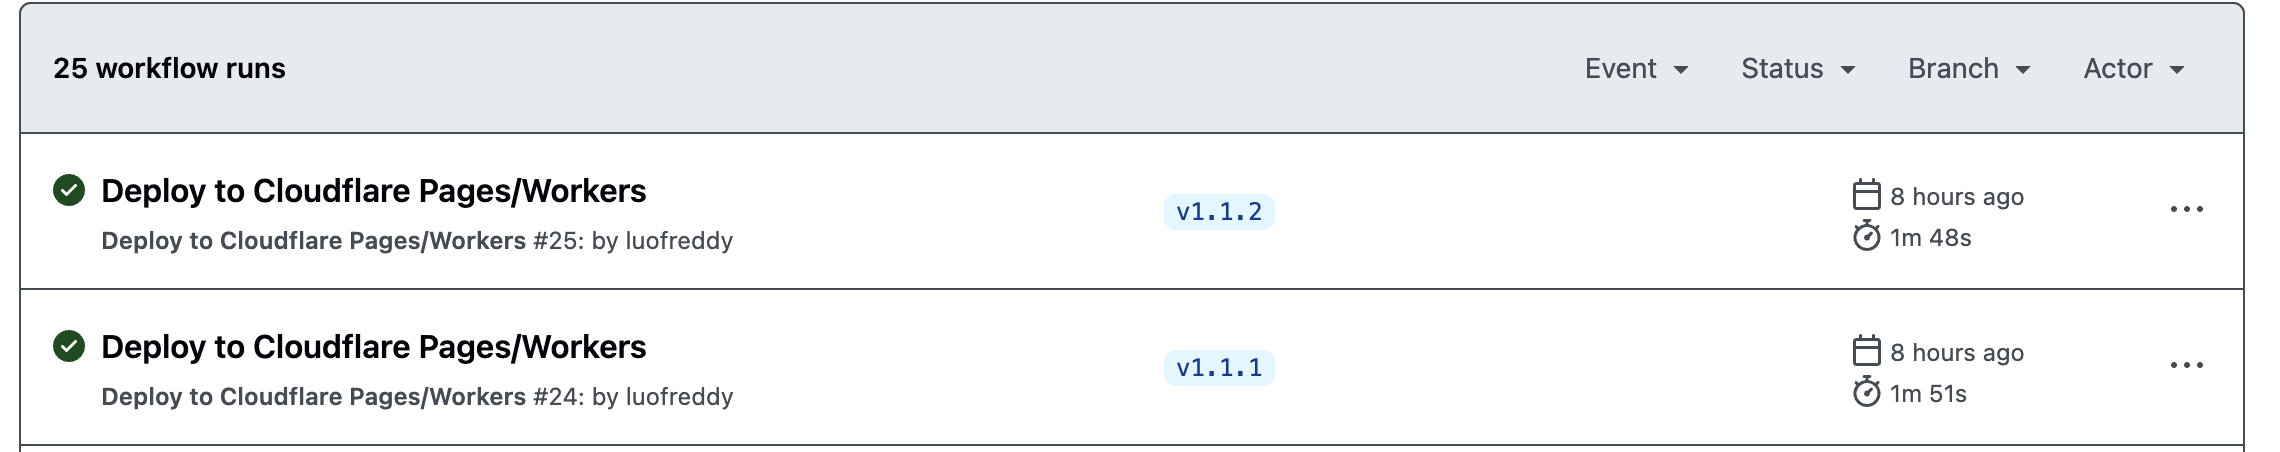 25 workflow runs
Event
Status
Branch
Actor
Deploy to Cloudflare Pages/Workers
Deploy to Cloudflare Pages/Workers #25: by luofreddy
v1.1.2
8 hours ago
1m 48s
Deploy to Cloudflare Pages/Workers
Deploy to Cloudflare Pages/Workers #24: by luofreddy
v1.1.1
8 hours ago
1m 51s